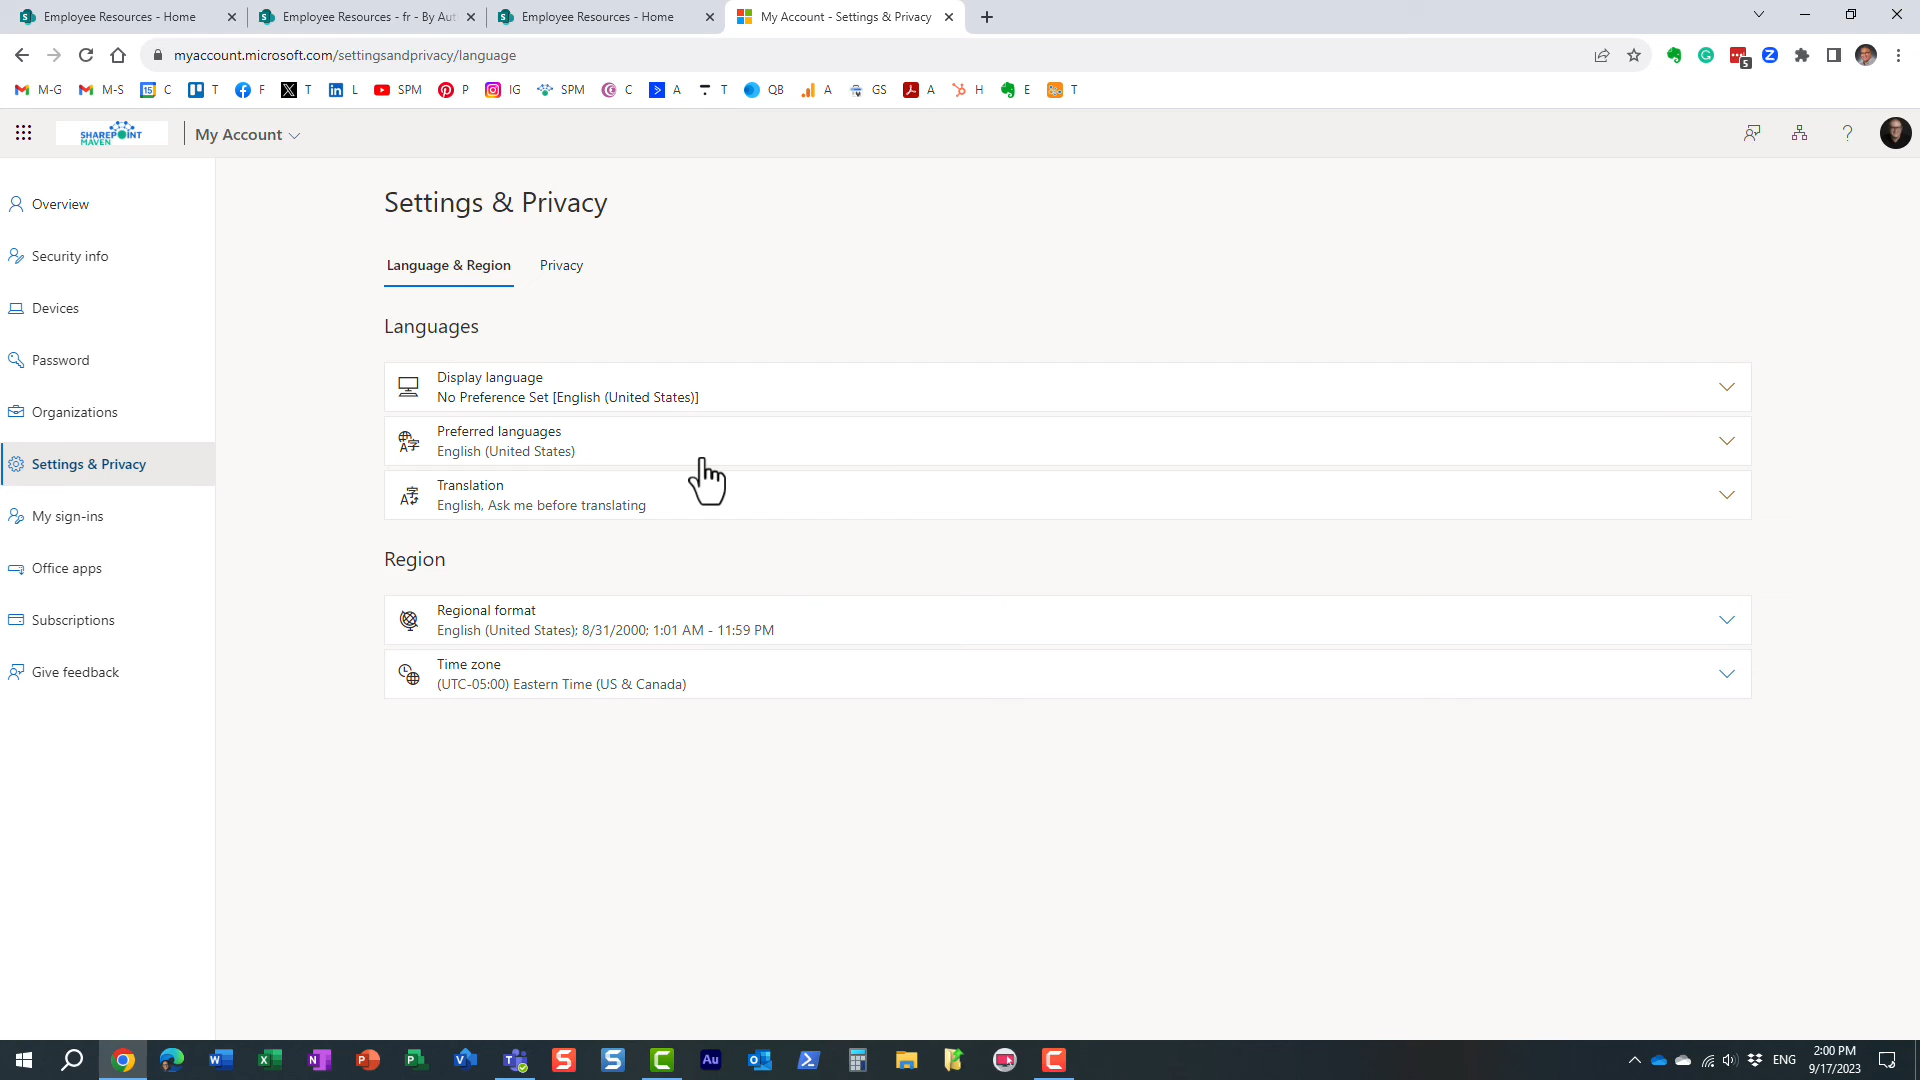 Employee Resources - Home
Employee Resources - fr - By Aut
Employee Resources - Home
My Account - Settings & Privacy
myaccount.microsoft.com/settingsandprivacy/language
5
M-G
M-S
15
C
T
F
T
L
SPM
P
IG
SPM
C
A
T
QB
A
GS
A
H
E
T
SHAREPOINT
MAVEN
My Account
Overview
Security info
Devices
Password
Organizations
Settings & Privacy
My sign-ins
Office apps
Subscriptions
Give feedback
Settings & Privacy
Language & Region
Privacy
Languages
Display language
No Preference Set [English (United States)]
Preferred languages
English (United States)
Translation
English, Ask me before translating
Region
Regional format
English (United States); 8/31/2000; 1:01 AM - 11:59 PM
Time zone
(UTC-05:00) Eastern Time (US & Canada)
ENG
2:00 PM
9/17/2023